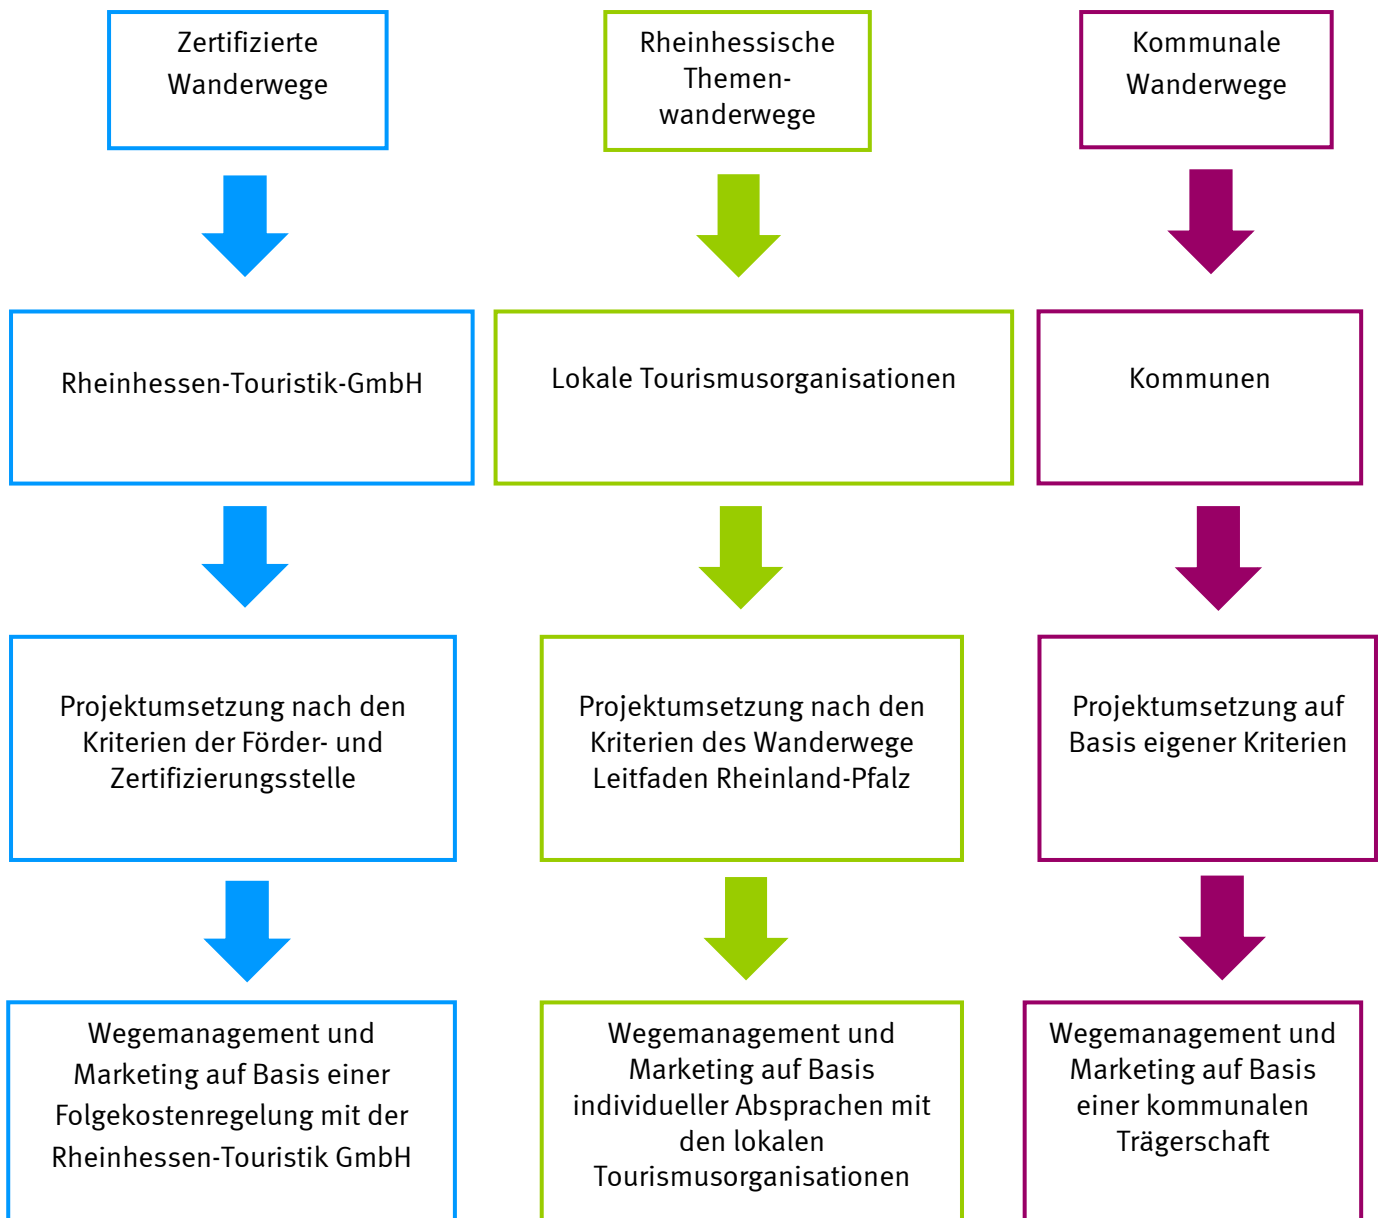 Zertifizierte
Wanderwege
Rheinhessische
Themen-
wanderwege
Kommunale
Wanderwege
Rheinhessen-Touristik-GmbH
Lokale Tourismusorganisationen
Kommunen
Projektumsetzung nach den
Kriterien der Förder- und
Zertifizierungsstelle
Projektumsetzung nach den
Kriterien des Wanderwege
Leitfaden Rheinland-Pfalz
Projektumsetzung auf
Basis eigener Kriterien
Wegemanagement und
Marketing auf Basis einer
Folgekostenregelung mit der
Rheinhessen-Touristik GmbH
Wegemanagement und
Marketing auf Basis
individueller Absprachen mit
den lokalen
Tourismusorganisationen
Wegemanagement und
Marketing auf Basis
einer kommunalen
Trägerschaft